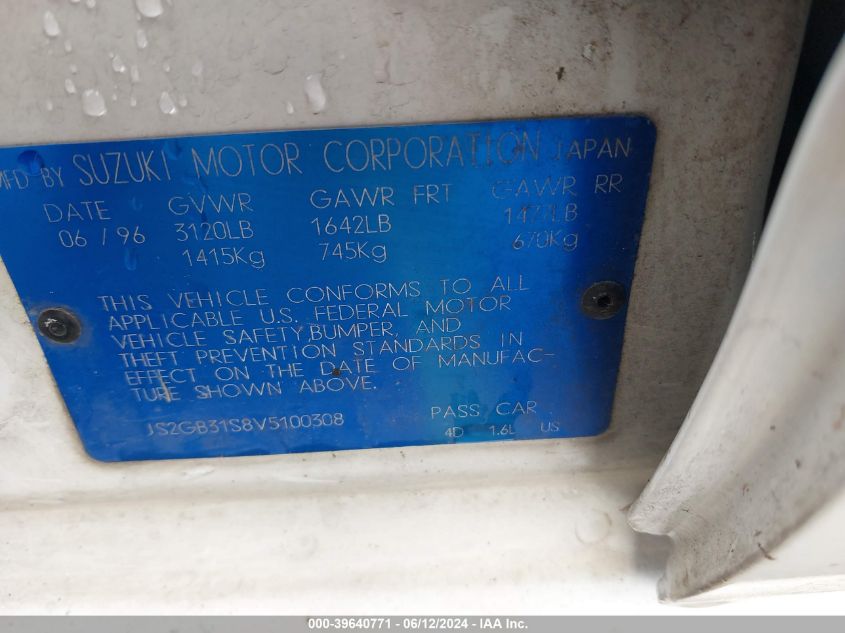 MFD BY SUZUKI MOTOR CORPORATION JAPAN
DATE GVWR GAWR FRT GAWR RR
06 / 96 3120LB 1642LB 1477LB
1415Kg 745Kg 670Kg
THIS VEHICLE CONFORMS TO ALL
APPLICABLE U.S. FEDERAL MOTOR
VEHICLE SAFETY,BUMPER, AND
THEFT PREVENTION STANDARDS IN
EFFECT ON THE DATE OF MANUFAC-
TURE SHOWN ABOVE.
JS2GB31S8V5100308 PASS, CAR
4D 1.6L US
000-39640771 - 06/12/2024 - IAA Inc.